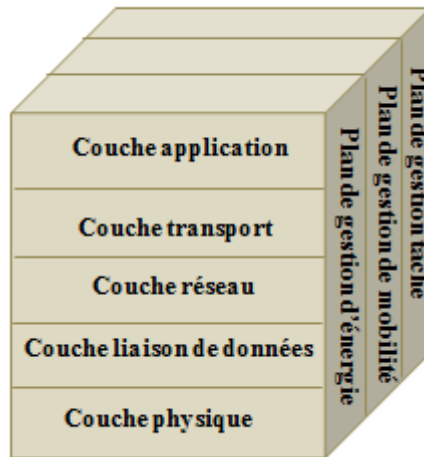 Couche application
Couche transport
Couche réseau
Couche liaison de données
Couche physique
Plan de gestion d'énergie
Plan de gestion de mobilité
Plan de gestion tache